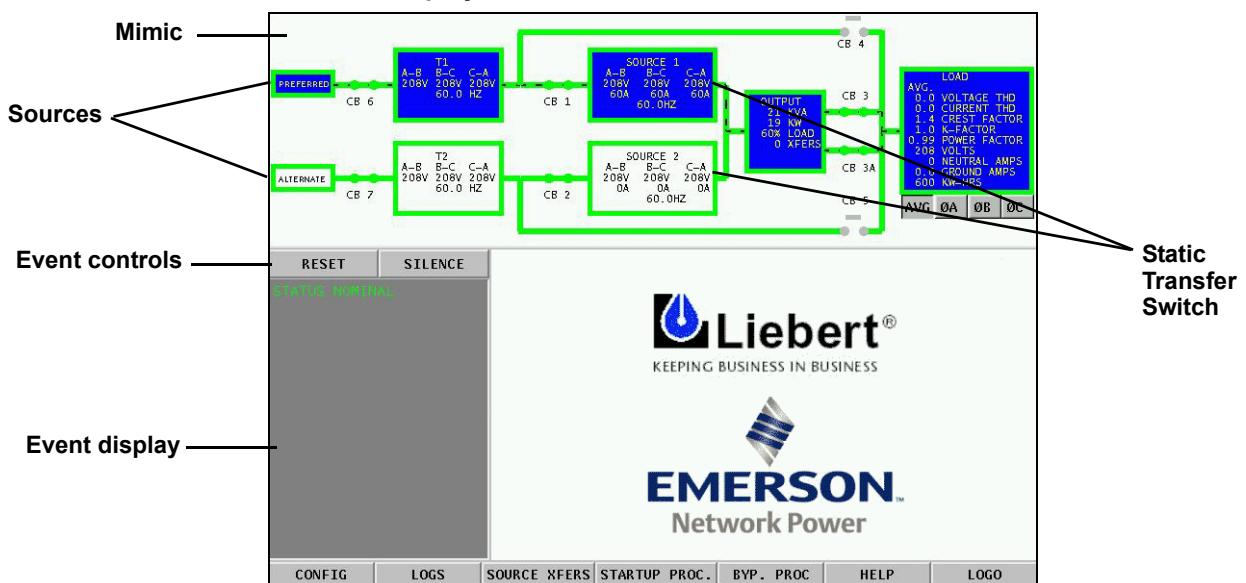 Mimic
Sources
Event controls
Event display
Static
Transfer
Switch
PREFERRED
CB 6
T1
A-B B-C C-A
208V 208V 208V
60.0 HZ
CB 1
SOURCE 1
A-B B-C C-A
208V 208V 208V
60A 60A 60A
60.0HZ
CB 4
OUTPUT
21 KVA
19 KW
60% LOAD
0 XFERS
CB 3
CB 3A
CB 5
LOAD
AVG.
0.0 VOLTAGE THD
0.0 CURRENT THD
1.4 CREST FACTOR
1.0 K-FACTOR
0.99 POWER FACTOR
208 VOLTS
0 NEUTRAL AMPS
0.0 GROUND AMPS
600 KW-HRS
AVG ØA ØB ØC
ALTERNATE
CB 7
T2
A-B B-C C-A
208V 208V 208V
60.0 HZ
CB 2
SOURCE 2
A-B B-C C-A
208V 208V 208V
0A 0A 0A
60.0HZ
RESET SILENCE
STATUS NOMINAL
Liebert®
KEEPING BUSINESS IN BUSINESS
EMERSON™
Network Power
CONFIG LOGS SOURCE XFERS STARTUP PROC. BYP. PROC HELP LOGO